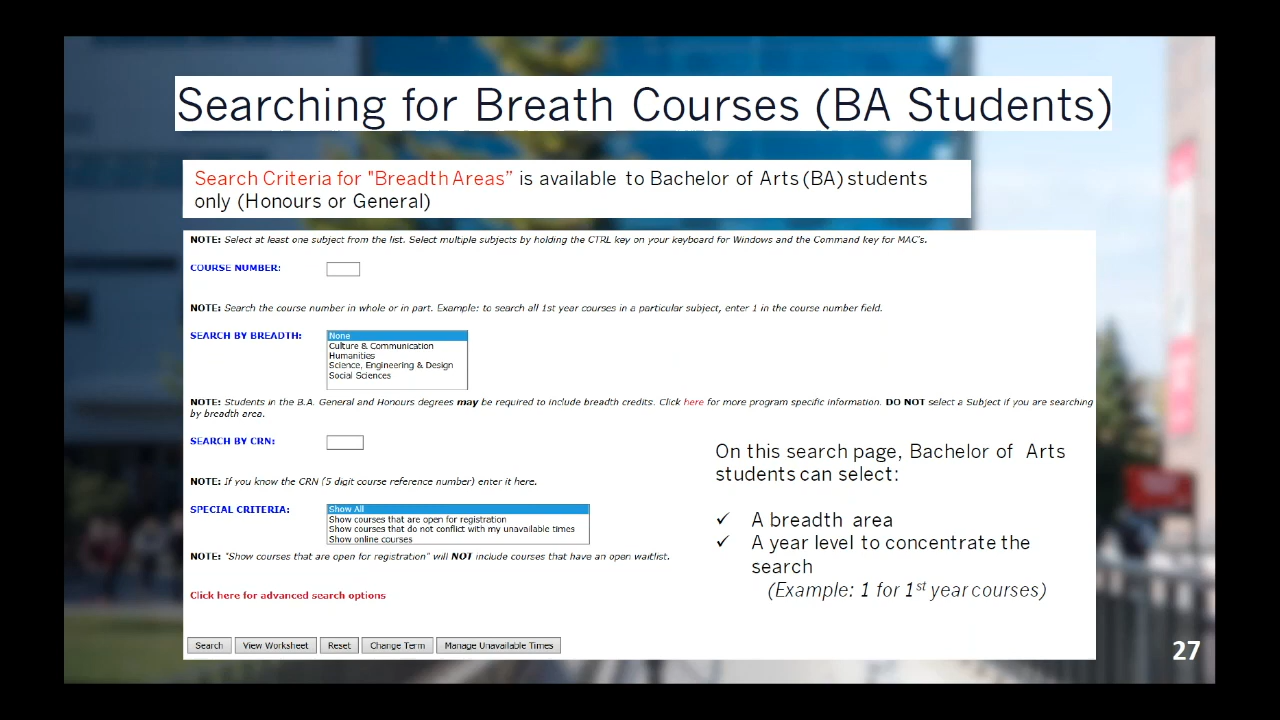 Searching for Breath Courses (BA Students)
Search Criteria for "Breadth Areas” is available to Bachelor of Arts (BA) students
only (Honours or General)
NOTE: Select at least one subject from the list. Select multiple subjects by holding the CTRL key on your keyboard for Windows and the Command key for MAC's.
COURSE NUMBER:
NOTE: Search the course number in whole or in part. Example: to search all 1st year courses in a particular subject, enter 1 in the course number field.
SEARCH BY BREADTH:
None
Culture & Communication
Humanities
Science, Engineering & Design
Social Sciences
NOTE: Students in the B.A. General and Honours degrees may be required to include breadth credits. Click here for more program specific information. DO NOT select a Subject if you are searching
by breadth area.
SEARCH BY CRN:
NOTE: If you know the CRN (5 digit course reference number) enter it here.
SPECIAL CRITERIA:
Show All
Show courses that are open for registration
Show courses that do not conflict with my unavailable times
Show online courses
NOTE: "Show courses that are open for registration" will NOT include courses that have an open waitlist.
Click here for advanced search options
Search View Worksheet Reset Change Term Manage Unavailable Times
On this search page, Bachelor of Arts
students can select:
✓ A breadth area
✓ A year level to concentrate the
search
(Example: 1 for 1st year courses)
27